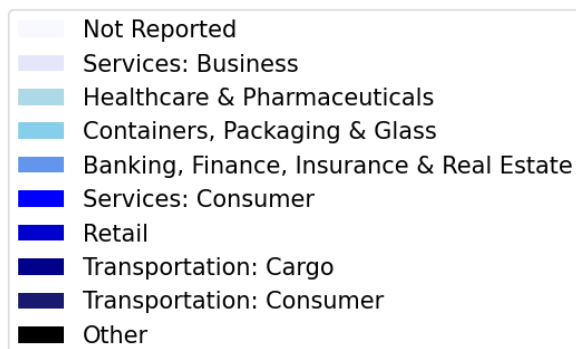 Not Reported
Services: Business
Healthcare & Pharmaceuticals
Containers, Packaging & Glass
Banking, Finance, Insurance & Real Estate
Services: Consumer
Retail
Transportation: Cargo
Transportation: Consumer
Other